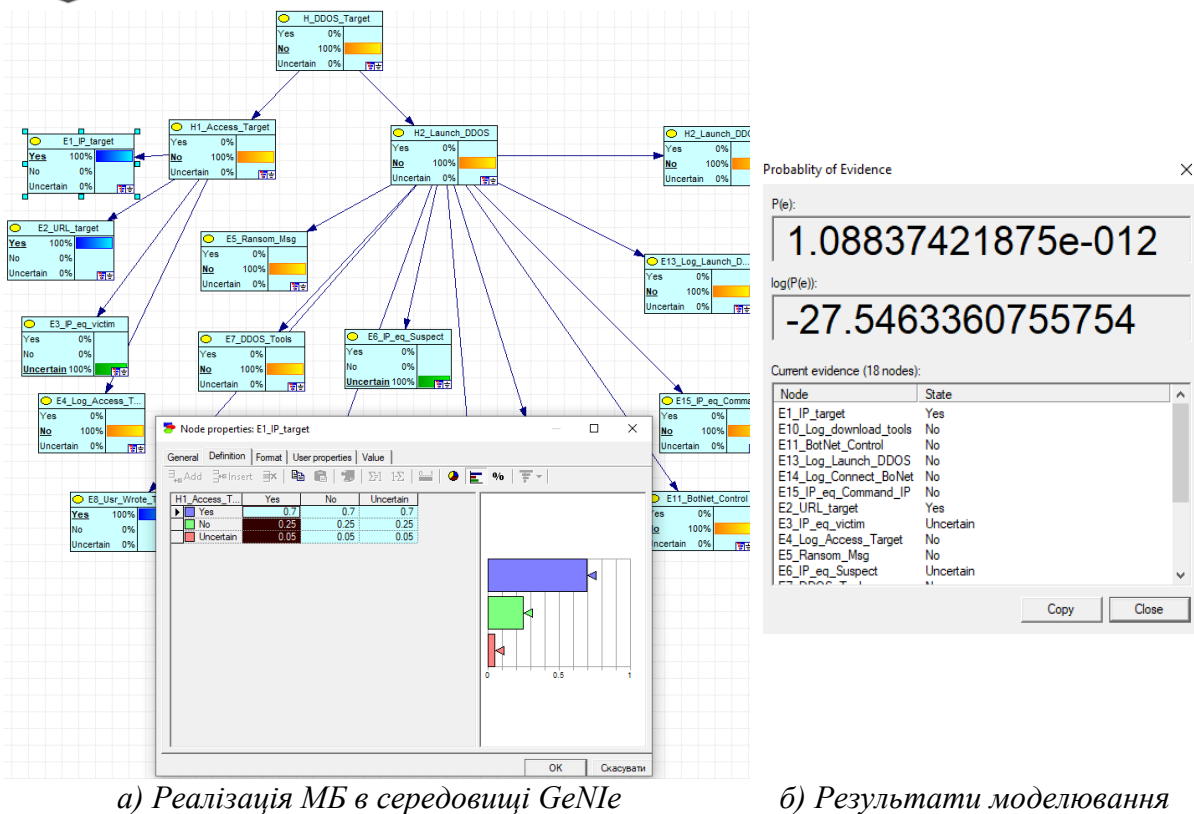 H_DDOS_Target
Yes 0%
No 100%
Uncertain 0%
E1_IP_target
Yes 100%
No 0%
Uncertain 0%
H1_Access_Target
Yes 0%
No 100%
Uncertain 0%
H2_Launch_DDOS
Yes 0%
No 100%
Uncertain 0%
H2_Launch_DDO
Yes 0%
No 100%
Uncertain 0%
E2_URL_target
Yes 100%
No 0%
Uncertain 0%
E5_Ransom_Msg
Yes 0%
No 100%
Uncertain 0%
E13_Log_Launch_D...
Yes 0%
No 100%
Uncertain 0%
E3_IP_eq_victim
Yes 0%
No 0%
Uncertain 100%
E7_DDOS_Tools
Yes 0%
No 100%
Uncertain 0%
E6_IP_eq_Suspect
Yes 0%
No 0%
Uncertain 100%
E4_Log_Access_T...
Yes 0%
No 100%
Uncertain 0%
E15_IP_eq_Comma
Yes 0%
No 100%
Uncertain 0%
E8_Usr_Wrote_T
Yes 100%
No 0%
Uncertain 0%
E11_BotNet_Control
es 0%
o 100%
ncertain 0%
Node properties: E1_IP_target
General Definition Format User properties Value
Add Insert
%
H1_Access_T... Yes No Uncertain
Yes 0.7 0.7 0.7
No 0.25 0.25 0.25
Uncertain 0.05 0.05 0.05
0 0.5 1
OK Скасувати
Probablity of Evidence
P(e):
1.08837421875e-012
log(P(e)):
-27.5463360755754
Current evidence (18 nodes):
Node State
E1_IP_target Yes
E10_Log_download_tools No
E11_BotNet_Control No
E13_Log_Launch_DDOS No
E14_Log_Connect_BoNet No
E15_IP_eq_Command_IP No
E2_URL_target Yes
E3_IP_eq_victim Uncertain
E4_Log_Access_Target No
E5_Ransom_Msg No
E6_IP_eq_Suspect Uncertain
Copy Close
а) Реалізація МБ в середовищі GeNIe
б) Результати моделювання